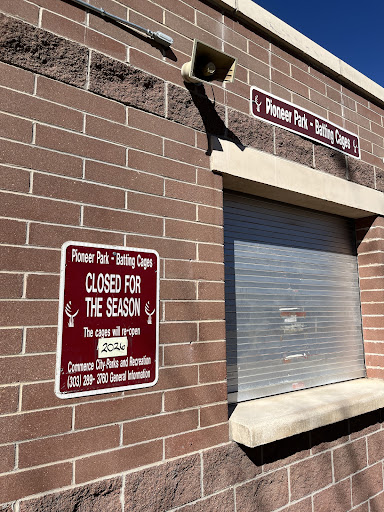 Pioneer Park - Batting Cages
Pioneer Park - Batting Cages
CLOSED FOR
THE SEASON
The cages will re-open
2026
Commerce City-Parks and Recreation
(303) 289-3760 General Information